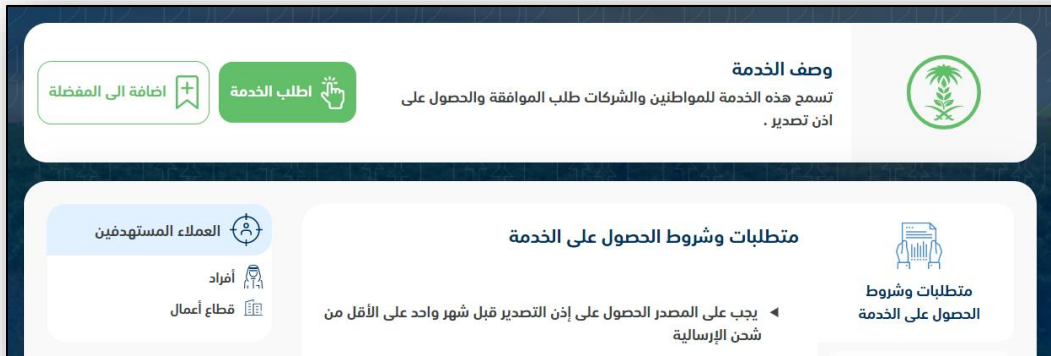 وصف الخدمة
تسمح هذه الخدمة للمواطنين والشركات طلب الموافقة والحصول على
اذن تصدير .
اطلب الخدمة
اضافة الى المفضلة
متطلبات وشروط
الحصول على الخدمة
متطلبات وشروط الحصول على الخدمة
يجب على المصدر الحصول على إذن التصدير قبل شهر واحد على الأقل من
شحن الإرسالية
العملاء المستهدفين
أفراد
قطاع أعمال